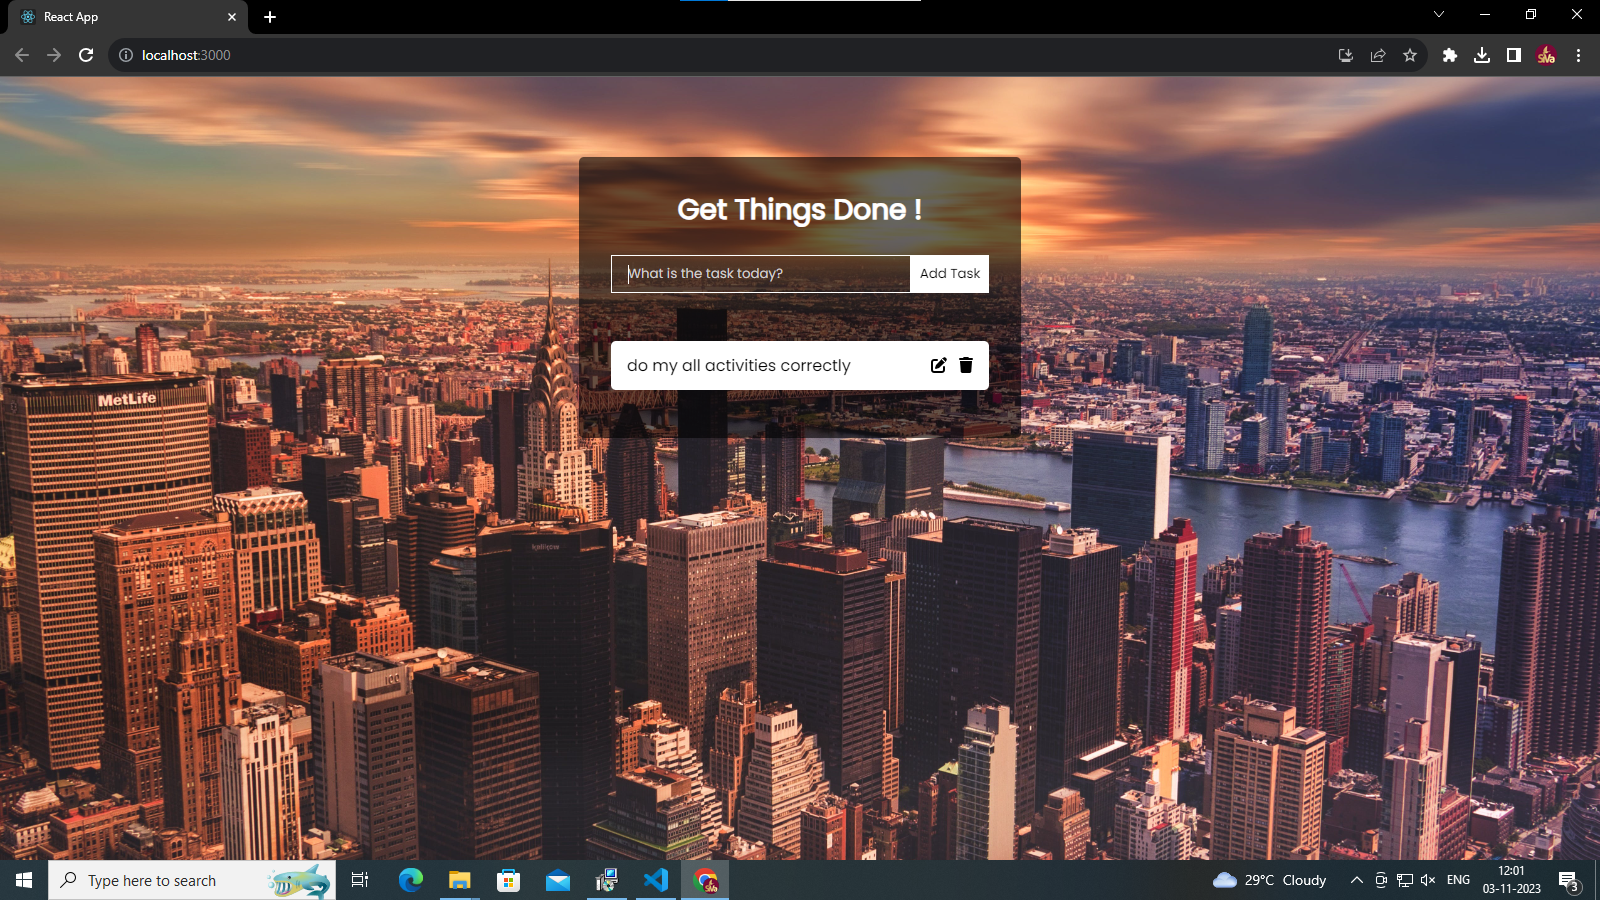 React App
localhost:3000
SiVa
Get Things Done !
What is the task today?
Add Task
do my all activities correctly
MetLife
Type here to search
29°C Cloudy
ENG
12:01
03-11-2023
3